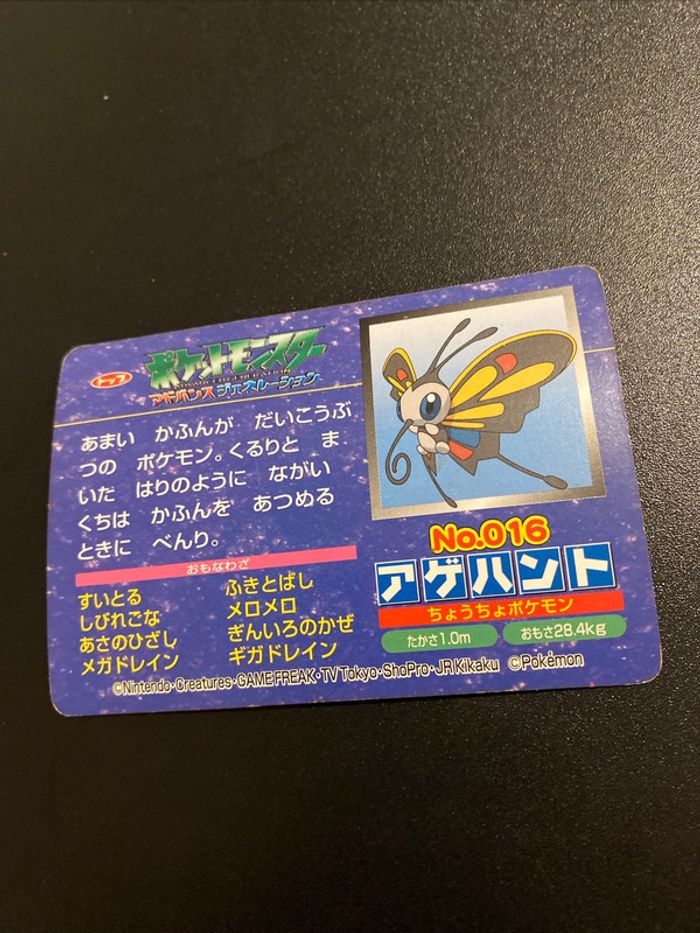 トップ
ポケットモンスター
ADVANCED GENERATION
アドバンスジェネレーション
あまい かふんが だいこうぶ
つの ポケモン。くるりと ま
いだ はりのように ながい
くちは かふんを あつめる
ときに べんり。
おもなわざ
すいとる ふきとばし
しびれごな メロメロ
あさのひざし ぎんいろのかぜ
メガドレイン ギガドレイン
No.016
アゲハント
ちょうちょポケモン
たかさ1.0m おもさ28.4kg
©Nintendo・Creatures・GAME FREAK・TV Tokyo・ShoPro・JR Kikaku ©Pokémon